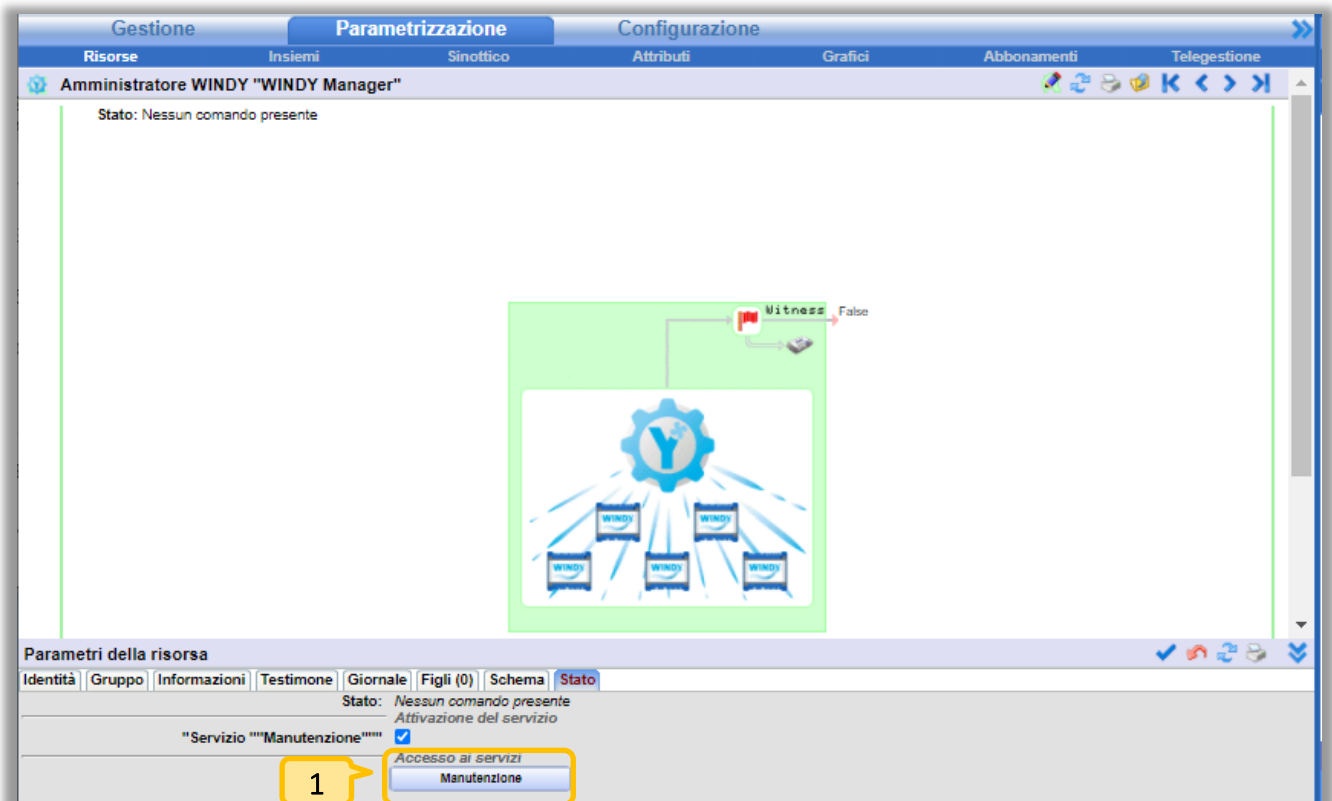 Gestione Parametrizzazione Configurazione
Risorse Insiemi Sinottico Attributi Grafici Abbonamenti Telegestione
Amministratore WINDY "WINDY Manager"
Stato: Nessun comando presente
Witness False
Y
WINDY WINDY
WINDY WINDY WINDY
Parametri della risorsa
Identità Gruppo Informazioni Testimone Giornale Figli (0) Schema Stato
Stato: Nessun comando presente
Attivazione del servizio
"Servizio ""Manutenzione"""
Accesso ai servizi
1 Manutenzione